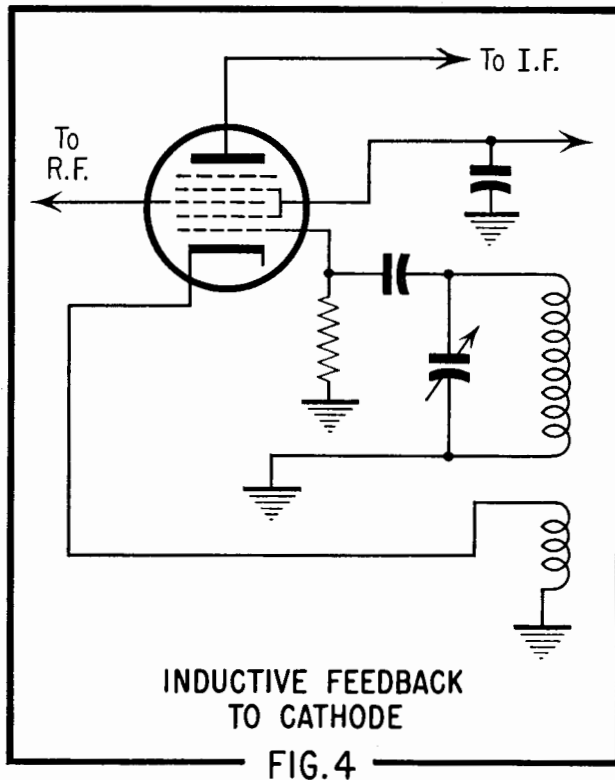 To I.F.
To
R.F.
INDUCTIVE FEEDBACK
TO CATHODE
FIG.4